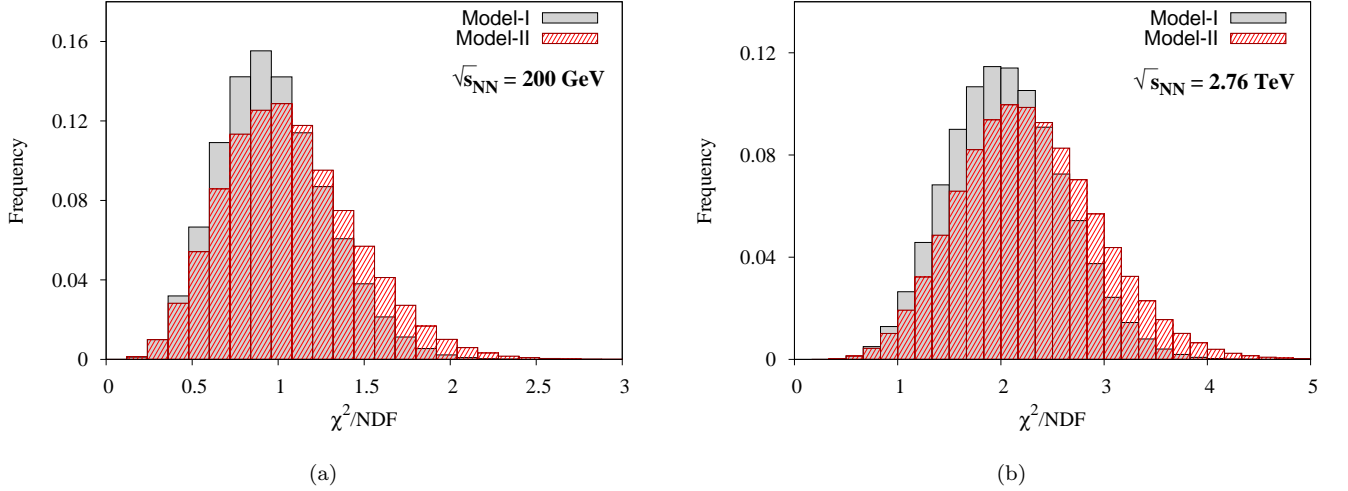 Model-I
Model-II
√sNN = 200 GeV
0.16
0.12
0.08
0.04
0
Frequency
0 0.5 1 1.5 2 2.5 3
χ²/NDF
(a)
Model-I
Model-II
√sNN = 2.76 TeV
0.12
0.08
0.04
0
Frequency
0 1 2 3 4 5
χ²/NDF
(b)